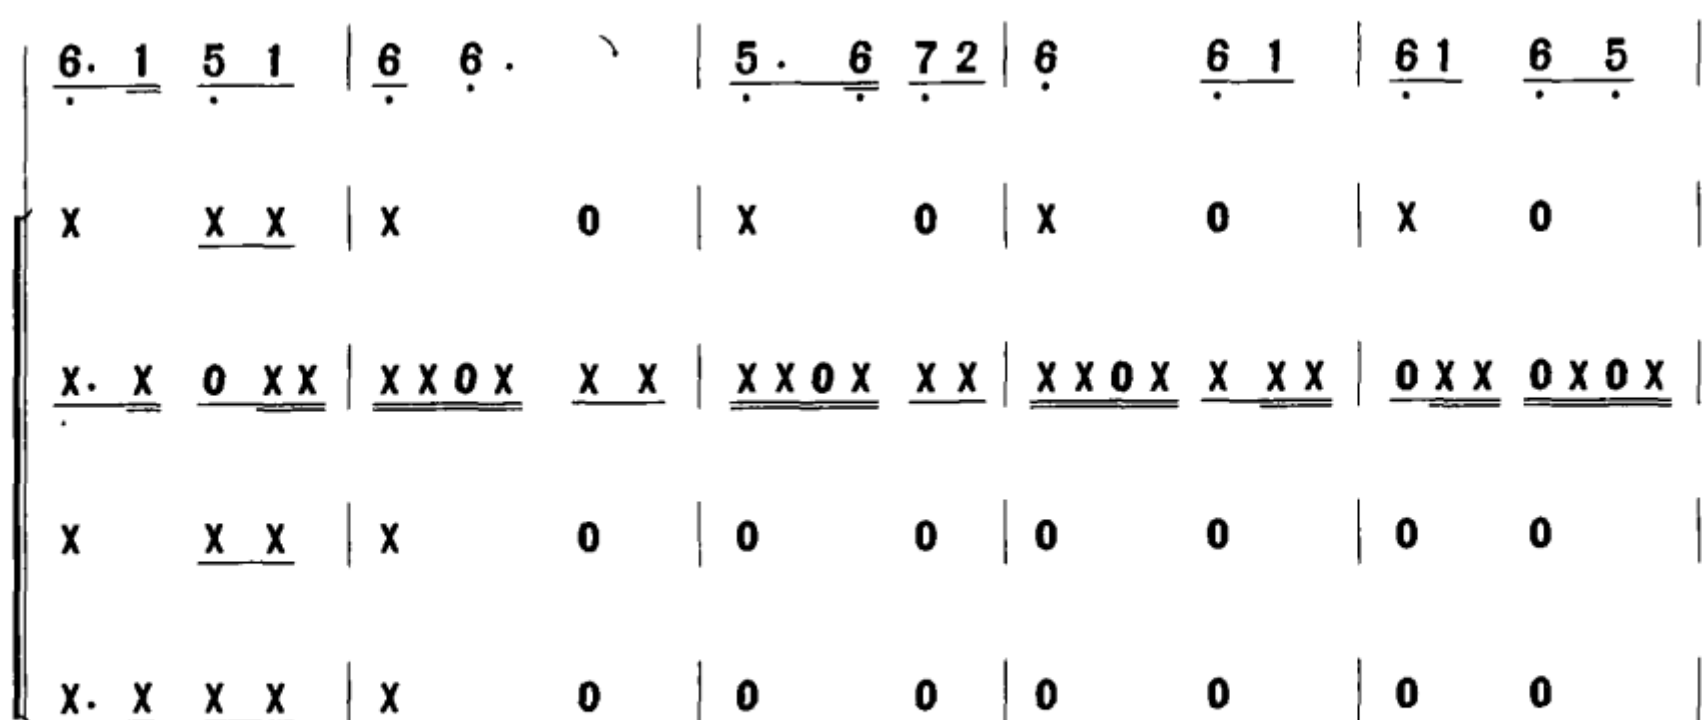 6. 1 5 1 | 6 6. | 5. 6 7 2 | 6 6 1 | 6 1 6 5 |
X X X | X 0 | X 0 | X 0 | X 0 |
X. X 0 X X | X X 0 X X X | X X 0 X X X | X X 0 X X X X | 0 X X 0 X 0 X |
X X X | X 0 | 0 0 | 0 0 | 0 0 |
X. X X X | X 0 | 0 0 | 0 0 | 0 0 |